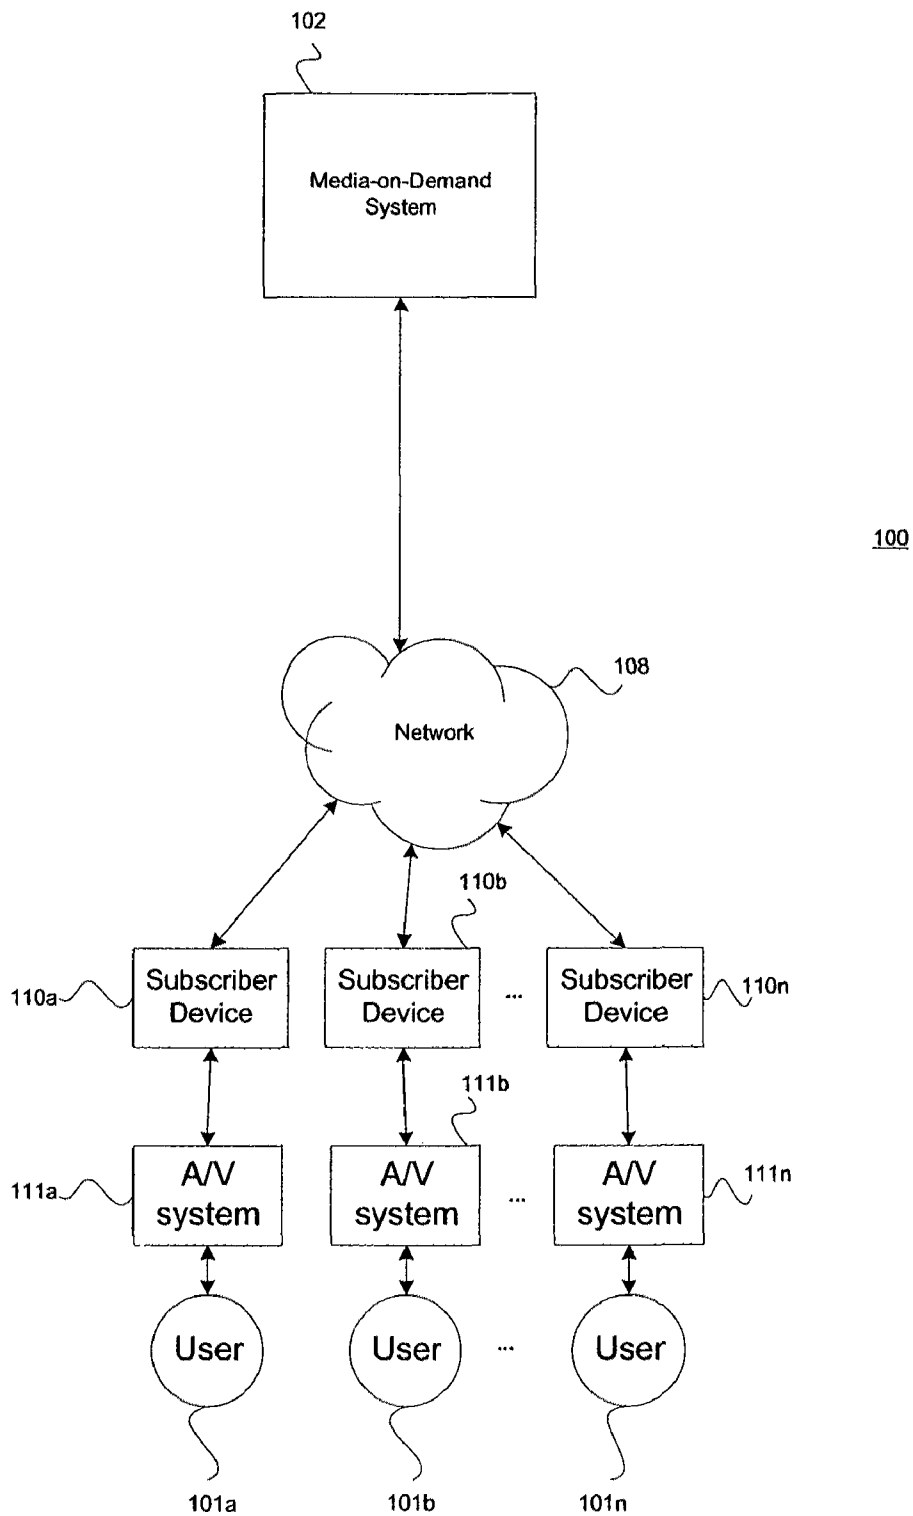 102
Media-on-Demand
System
100
108
Network
110b
110a
Subscriber
Device
Subscriber
Device
...
Subscriber
Device
110n
111b
111a
A/V
system
A/V
system
...
A/V
system
111n
User
User
...
User
101a
101b
101n